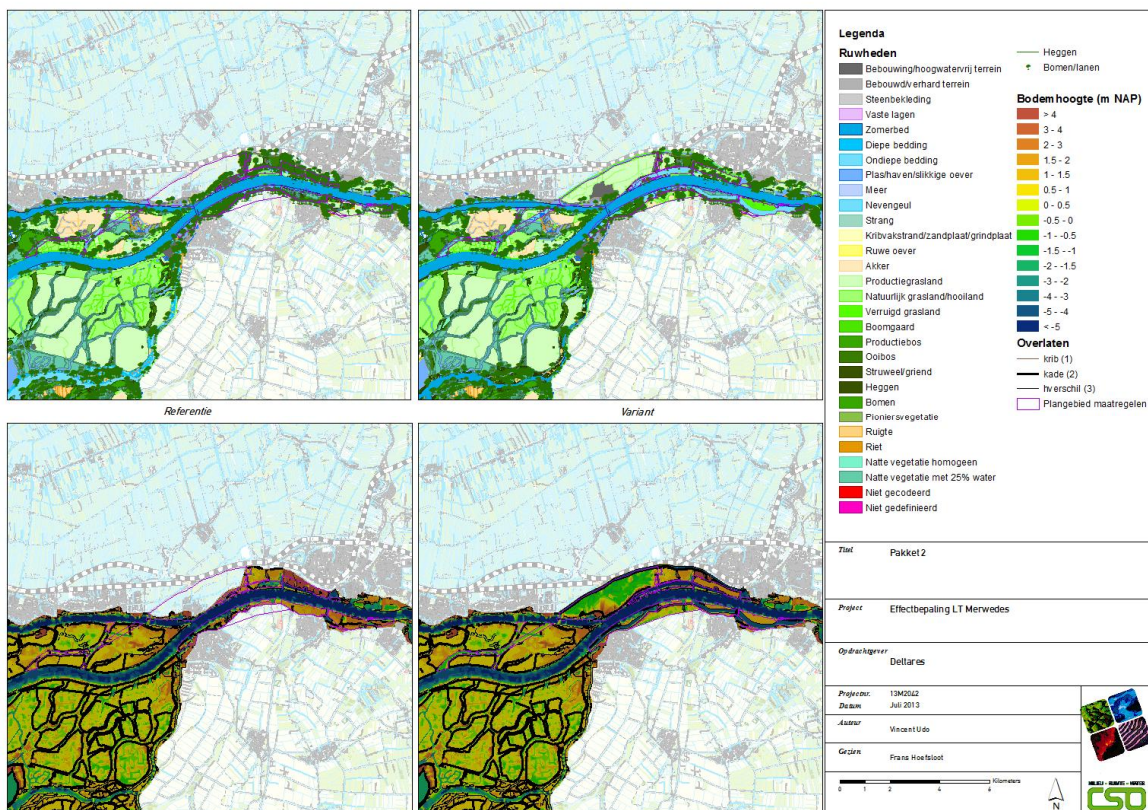 Referentie
Variant
Legenda
Ruwheden
Bebouwing/hoogwatervrij terrein
Bebouwd/verhard terrein
Steenbekleding
Vaste lagen
Zomerbed
Diepe bedding
Ondiepe bedding
Plas/haven/slikkige oever
Meer
Nevengeul
Strang
Kribvakstrand/zandplaat/grindplaat
Ruwe oever
Akker
Productiegrasland
Natuurlijk grasland/hooiland
Verruigd grasland
Boomgaard
Productiebos
Ooibos
Struweel/griend
Heggen
Bomen
Pioniersvegetatie
Ruigte
Riet
Natte vegetatie homogeen
Natte vegetatie met 25% water
Niet gecodeerd
Niet gedefinieerd
Heggen
Bomen/lanen
Bodemhoogte (m NAP)
> 4
3 - 4
2 - 3
1.5 - 2
1 - 1.5
0.5 - 1
0 - 0.5
-0.5 - 0
-1 - -0.5
-1.5 - -1
-2 - -1.5
-3 - -2
-4 - -3
-5 - -4
< -5
Overlaten
krib (1)
kade (2)
hverschil (3)
Plangebied maatregelen
Titel Pakket 2
Project Effectbepaling LT Merwedes
Opdrachtgever
Deltares
Projectnr. 13M2042
Datum Juli 2013
Auteur
Vincent Udo
Gezien
Frans Hoefsloot
0 1 2 4 6 Kilometers
N
MILIEU - RUIMTE - WATER
CSO